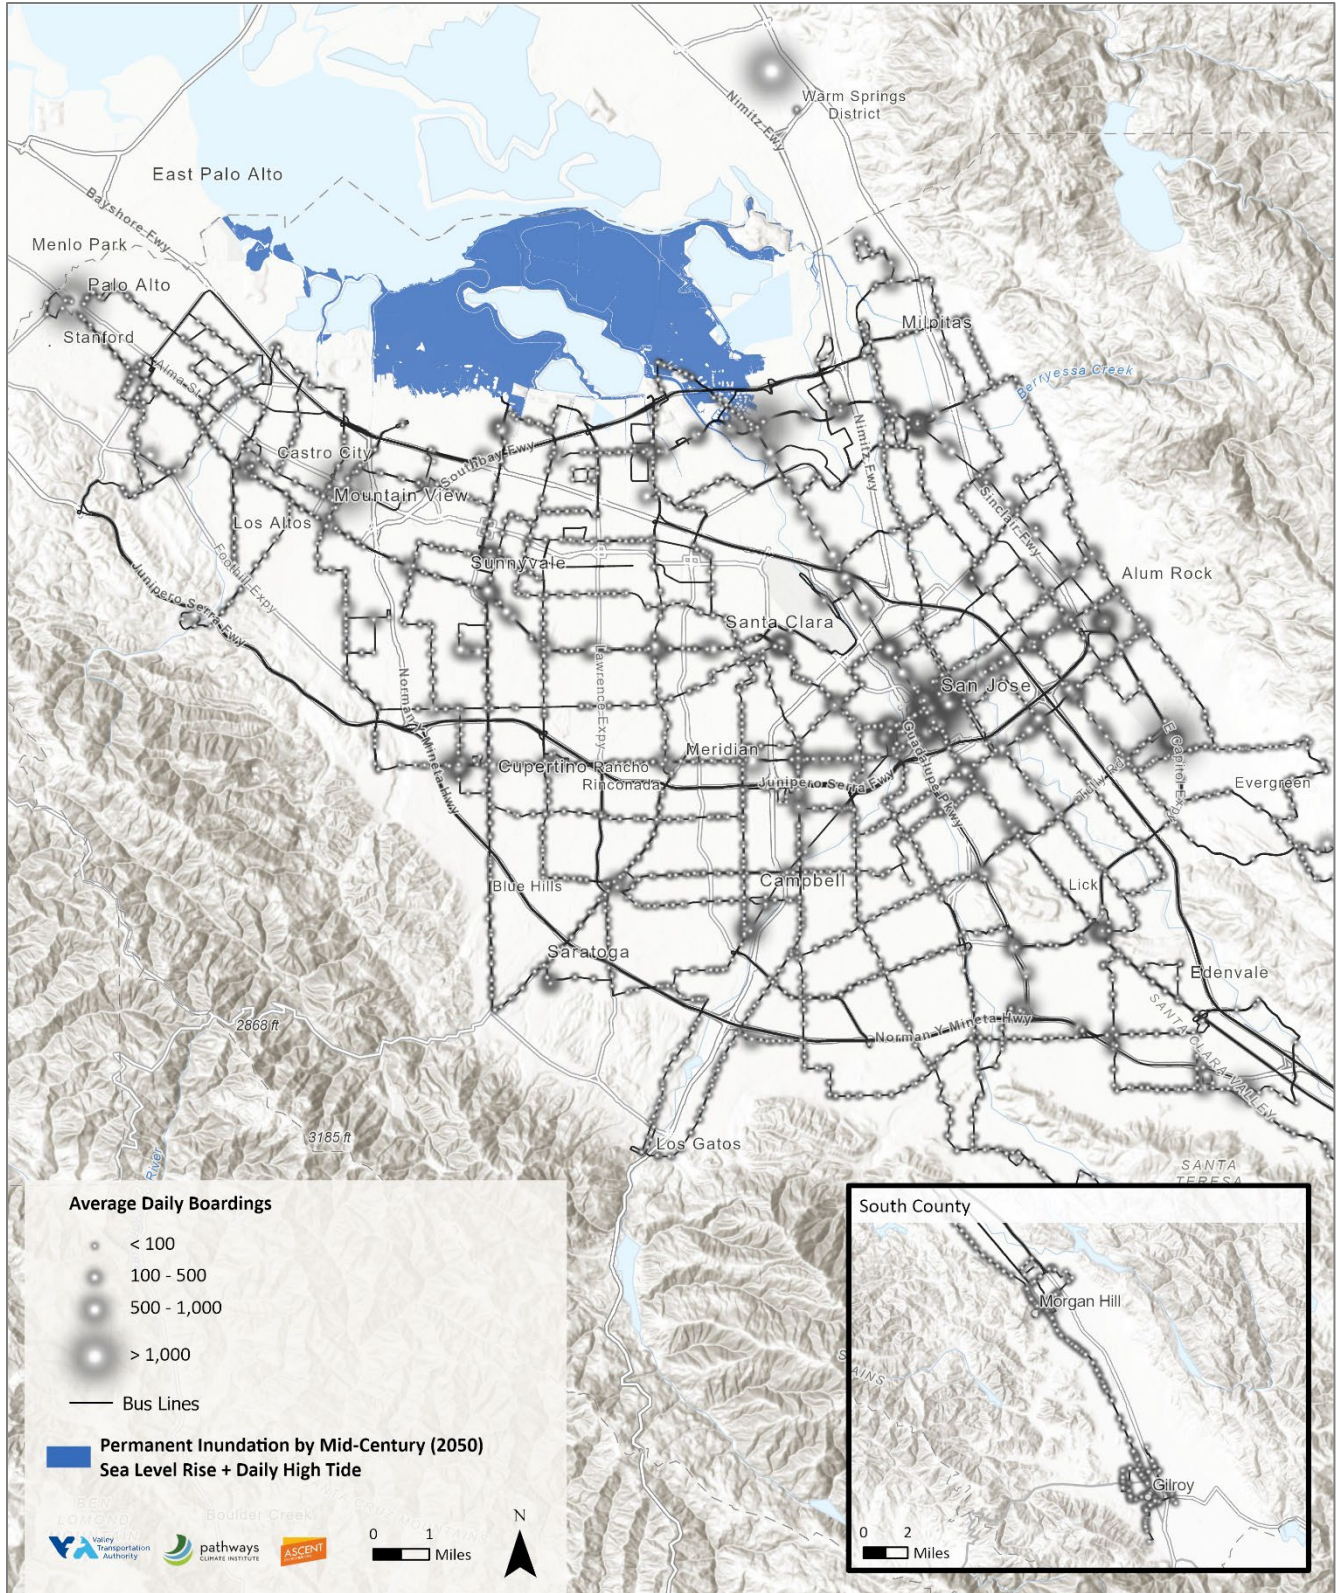 Warm Springs
District
Nimitz Fwy
East Palo Alto
Bayshore Fwy
Menlo Park
Palo Alto
Milpitas
Stanford
Alma St
Berryessa Creek
Nimitz Fwy
Castro City
Southbay Fwy
Mountain View
Sinclair Fwy
Los Altos
Sunnyvale
Foothill Expy
Junipero Serra Fwy
Alum Rock
Santa Clara
Lawrence Expy
Norman Y Mineta Hwy
San Jose
Guadalupe Pkwy
E Capitol Expy
Meridian
Cupertino
Rancho
Rinconada
Junipero Serra Fwy
Tully Rd
Evergreen
Blue Hills
Campbell
Lick
Saratoga
Edenvale
2868 ft
Norman Y Mineta Hwy
SANTA CLARA VALLEY
3185 ft
Los Gatos
River
SANTA
TERESA
Average Daily Boardings
< 100
100 - 500
500 - 1,000
> 1,000
Bus Lines
Permanent Inundation by Mid-Century (2050)
Sea Level Rise + Daily High Tide
BEN
LOMOND
Boulder Creek
Valley
Transportation
Authority
pathways
CLIMATE INSTITUTE
ASCENT
0 1
Miles
N
South County
Morgan Hill
Gilroy
0 2
Miles